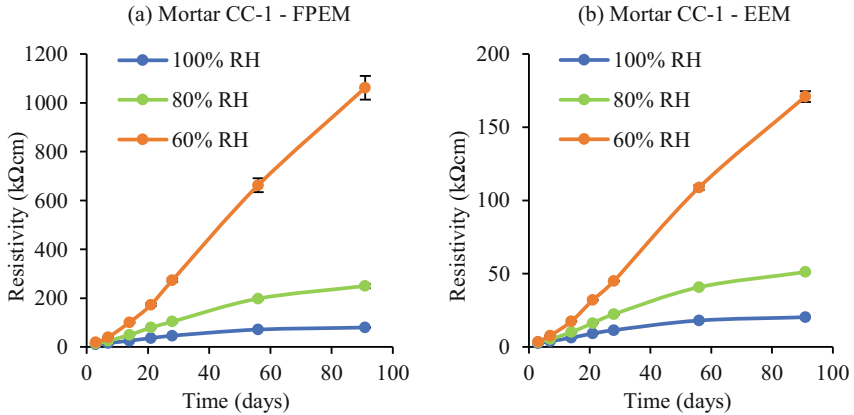 (a) Mortar CC-1 - FPEM
1200
1000
800
600
400
200
0
Resistivity (kΩcm)
100% RH
80% RH
60% RH
0 20 40 60 80 100
Time (days)
(b) Mortar CC-1 - EEM
200
150
100
50
0
Resistivity (kΩcm)
100% RH
80% RH
60% RH
0 20 40 60 80 100
Time (days)